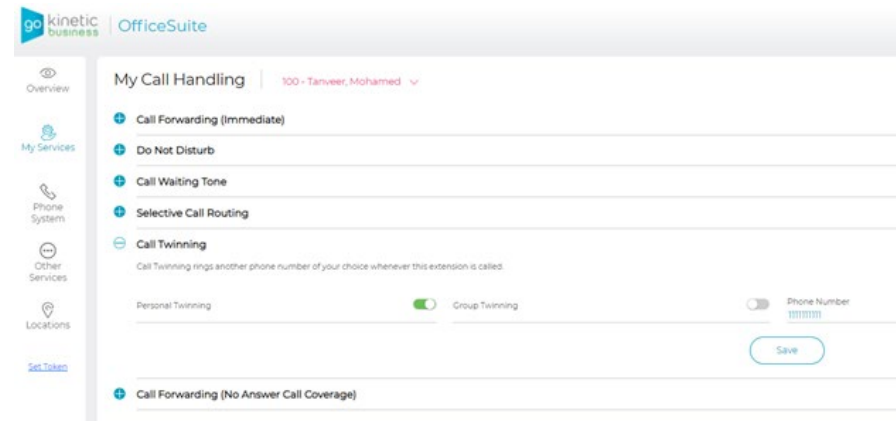 go kinetic business OfficeSuite
Overview
My Services
Phone System
Other Services
Locations
Set Token
My Call Handling 100 - Tanveer, Mohamed
Call Forwarding (Immediate)
Do Not Disturb
Call Waiting Tone
Selective Call Routing
Call Twinning
Call Twinning rings another phone number of your choice whenever this extension is called.
Personal Twinning Group Twinning Phone Number
1111111111
Save
Call Forwarding (No Answer Call Coverage)